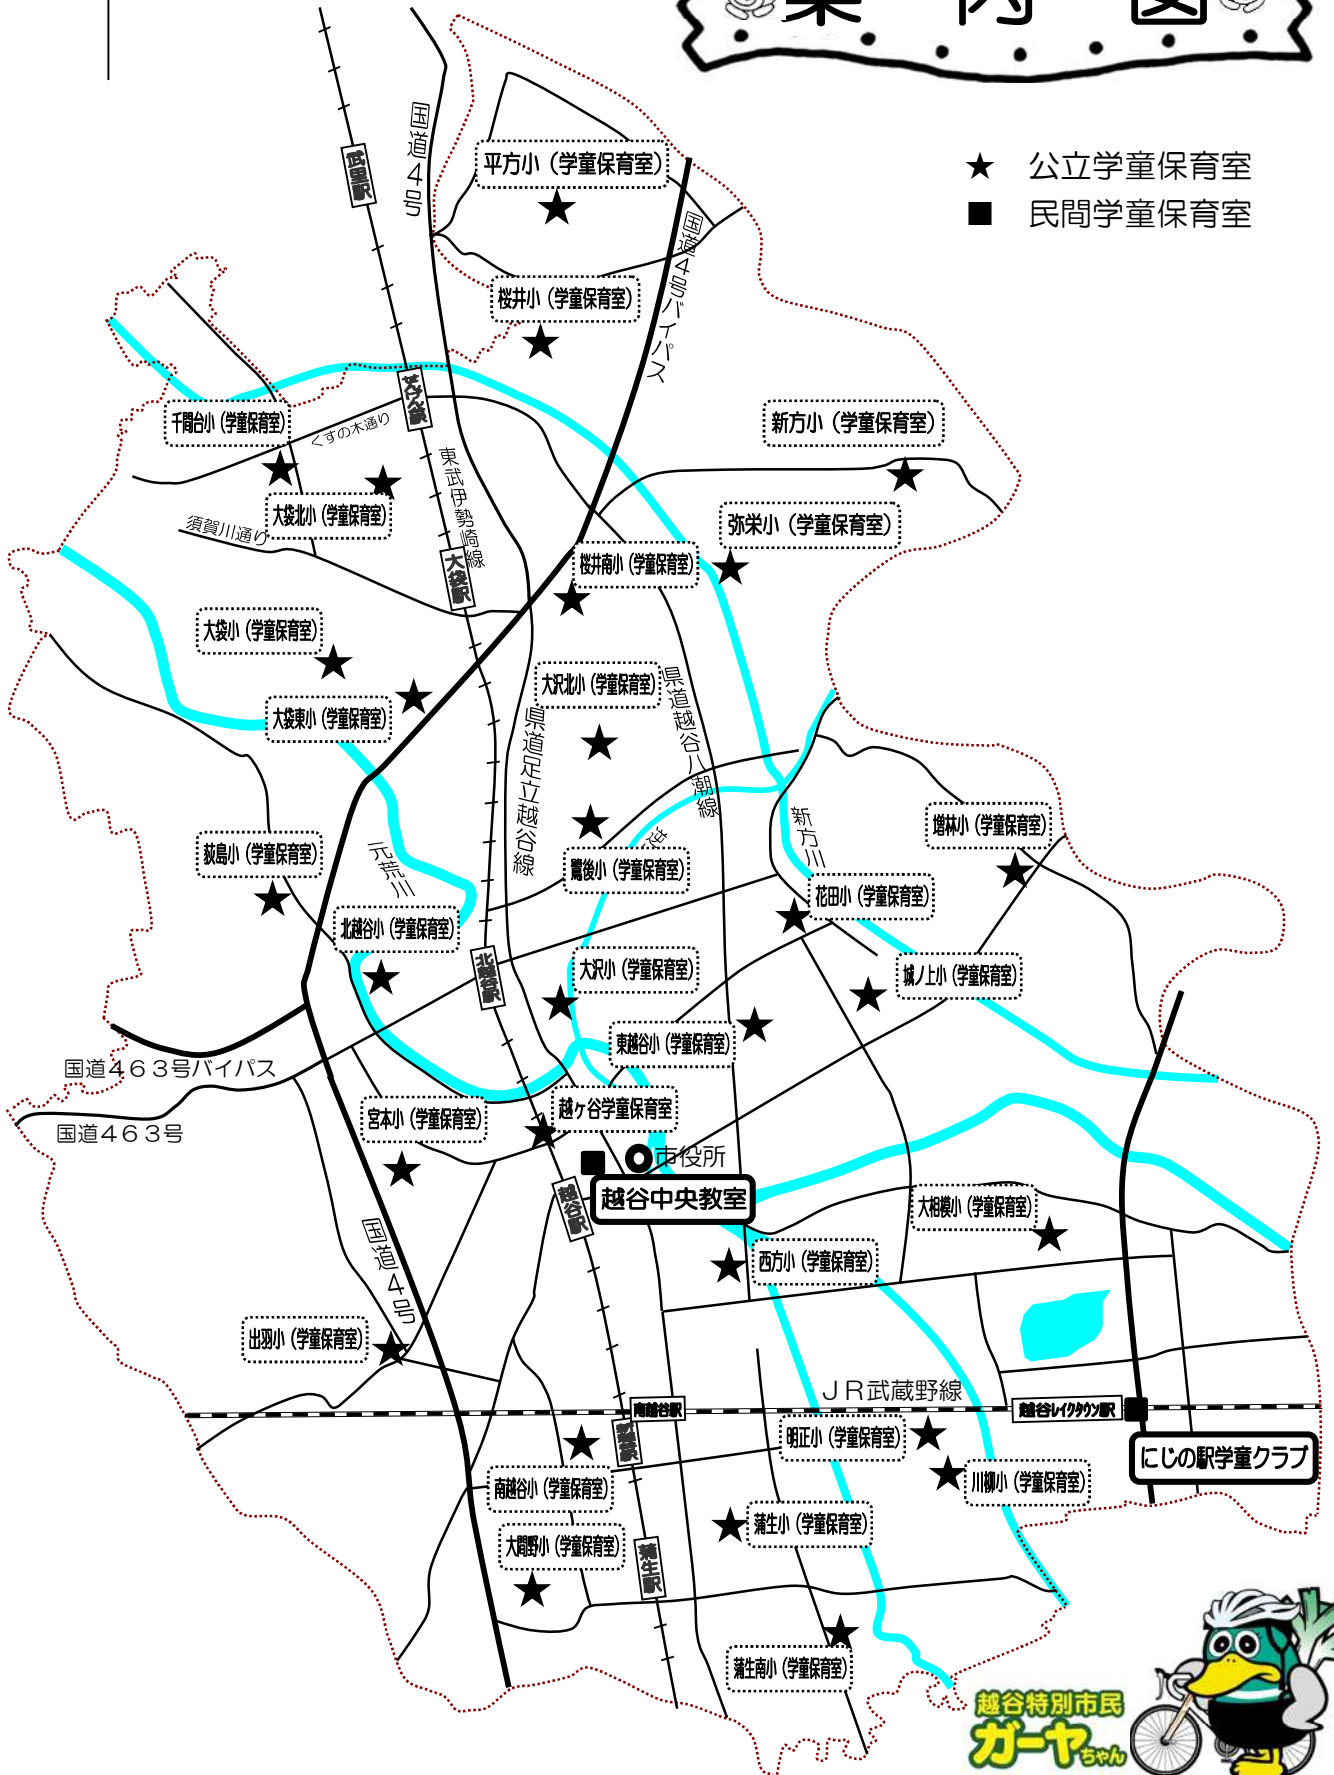 案内図
★ 公立学童保育室
■ 民間学童保育室
国道4号
武里駅
平方小（学童保育室）
国道4号バイパス
桜井小（学童保育室）
せんげん台駅
千間台小（学童保育室）
くすの木通り
新方小（学童保育室）
東武伊勢崎線
大袋北小（学童保育室）
須賀川通り
弥栄小（学童保育室）
大袋駅
桜井南小（学童保育室）
大袋小（学童保育室）
大沢北小（学童保育室）
県道越谷八潮線
大袋東小（学童保育室）
県道足立越谷線
新方川
増林小（学童保育室）
荻島小（学童保育室）
元荒川
鷺後小（学童保育室）
花田小（学童保育室）
北越谷小（学童保育室）
北越谷駅
大沢小（学童保育室）
城ノ上小（学童保育室）
東越谷小（学童保育室）
国道４６３号バイパス
国道４６３号
宮本小（学童保育室）
越ヶ谷学童保育室
市役所
越谷駅
越谷中央教室
大相模小（学童保育室）
国道4号
西方小（学童保育室）
出羽小（学童保育室）
ＪＲ武蔵野線
南越谷駅
越谷レイクタウン駅
新越谷駅
明正小（学童保育室）
にじの駅学童クラブ
南越谷小（学童保育室）
川柳小（学童保育室）
蒲生小（学童保育室）
大間野小（学童保育室）
蒲生駅
蒲生南小（学童保育室）
越谷特別市民
ガーヤちゃん